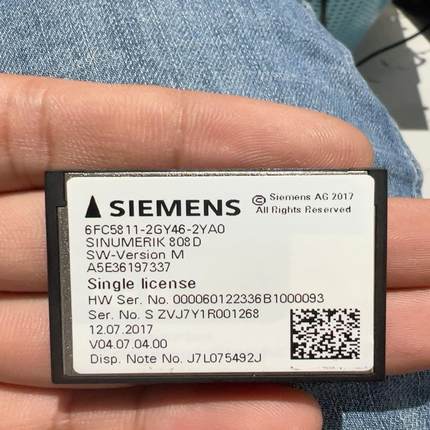 SIEMENS
© Siemens AG 2017
All Rights Reserved
6FC5811-2GY46-2YA0
SINUMERIK 808D
SW-Version M
A5E36197337
Single license
HW Ser. No. 000060122336B1000093
Ser. No. S ZVJ7Y1R001268
12.07.2017
V04.07.04.00
Disp. Note No. J7L075492J